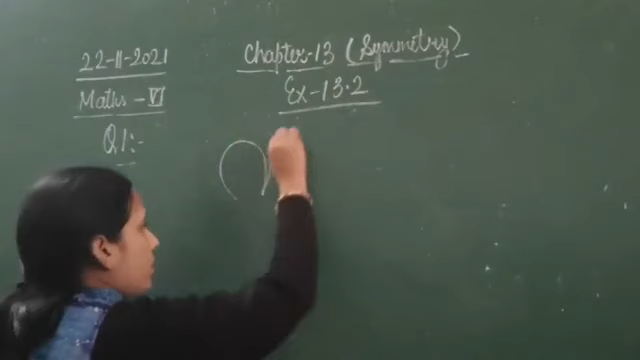 22-11-2021
Chapter-13 (Symmetry)
Maths - VI
Ex-13.2
Q1:-